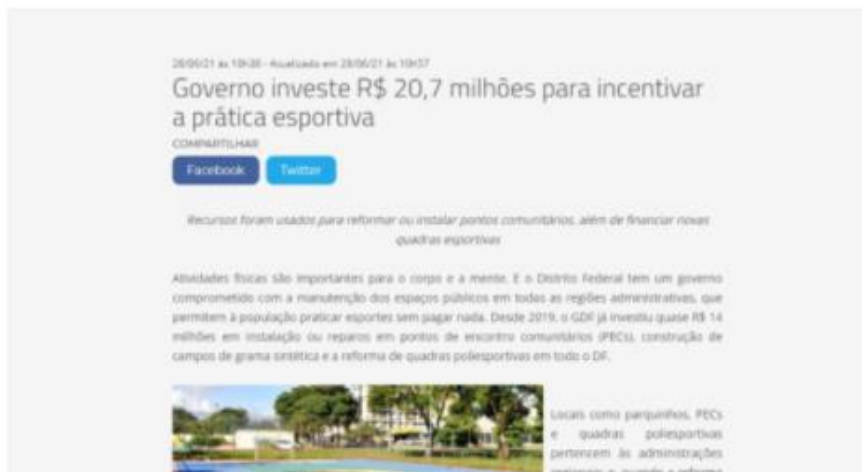 28/06/21 às 10h38 - Atualizado em 28/06/21 às 10h57
Governo investe R$ 20,7 milhões para incentivar
a prática esportiva
COMPARTILHAR
Facebook Twitter
Recursos foram usados para reformar ou instalar pontos comunitários, além de financiar novas
quadras esportivas
Atividades físicas são importantes para o corpo e a mente. E o Distrito Federal tem um governo
comprometido com a manutenção dos espaços públicos em todas as regiões administrativas, que
permitem à população praticar esportes sem pagar nada. Desde 2019, o GDF já investiu quase R$ 14
milhões em instalação ou reparos em pontos de encontro comunitários (PECs), construção de
campos de grama sintética e a reforma de quadras poliesportivas em todo o DF.
Locais como parquinhos, PECs
e quadras poliesportivas
pertencem às administrações